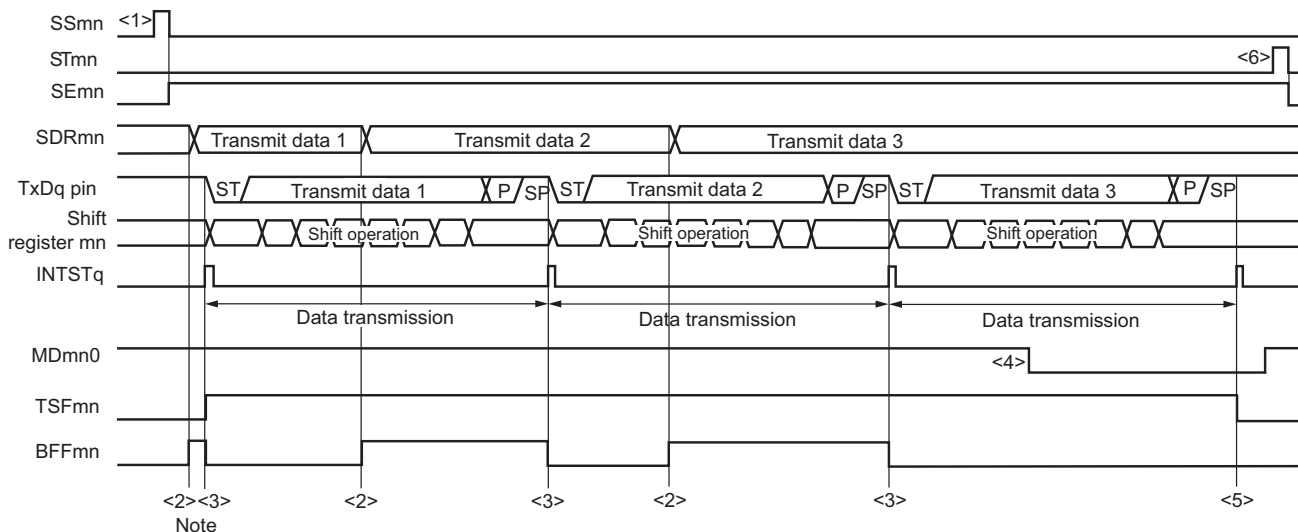 SSmn <1>
STmn <6>
SEmn
SDRmn Transmit data 1 Transmit data 2 Transmit data 3
TxDq pin ST Transmit data 1 P SP ST Transmit data 2 P SP ST Transmit data 3 P SP
Shift
register mn Shift operation Shift operation Shift operation
INTSTq
Data transmission Data transmission Data transmission
MDmn0 <4>
TSFmn
BFFmn
<2> <3> <2> <3> <2> <3> <5>
Note